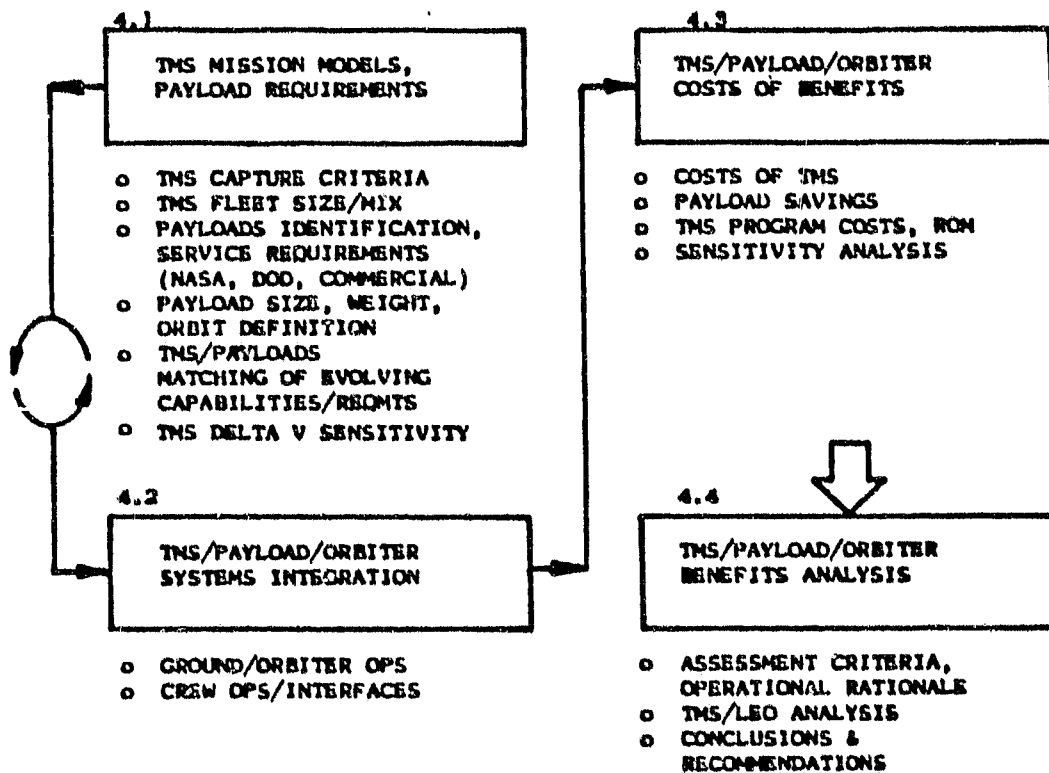 4.1
TMS MISSION MODELS,
PAYLOAD REQUIREMENTS
o TMS CAPTURE CRITERIA
o TMS FLEET SIZE/MIX
o PAYLOADS IDENTIFICATION,
SERVICE REQUIREMENTS
(NASA, DOD, COMMERCIAL)
o PAYLOAD SIZE, WEIGHT,
ORBIT DEFINITION
o TMS/PAYLOADS
MATCHING OF EVOLVING
CAPABILITIES/REQMTS
o TMS DELTA V SENSITIVITY
4.2
TMS/PAYLOAD/ORBITER
SYSTEMS INTEGRATION
o GROUND/ORBITER OPS
o CREW OPS/INTERFACES
4.3
TMS/PAYLOAD/ORBITER
COSTS OF BENEFITS
o COSTS OF TMS
o PAYLOAD SAVINGS
o TMS PROGRAM COSTS, ROM
o SENSITIVITY ANALYSIS
4.4
TMS/PAYLOAD/ORBITER
BENEFITS ANALYSIS
o ASSESSMENT CRITERIA,
OPERATIONAL RATIONALE
o TMS/LEO ANALYSIS
o CONCLUSIONS &
RECOMMENDATIONS